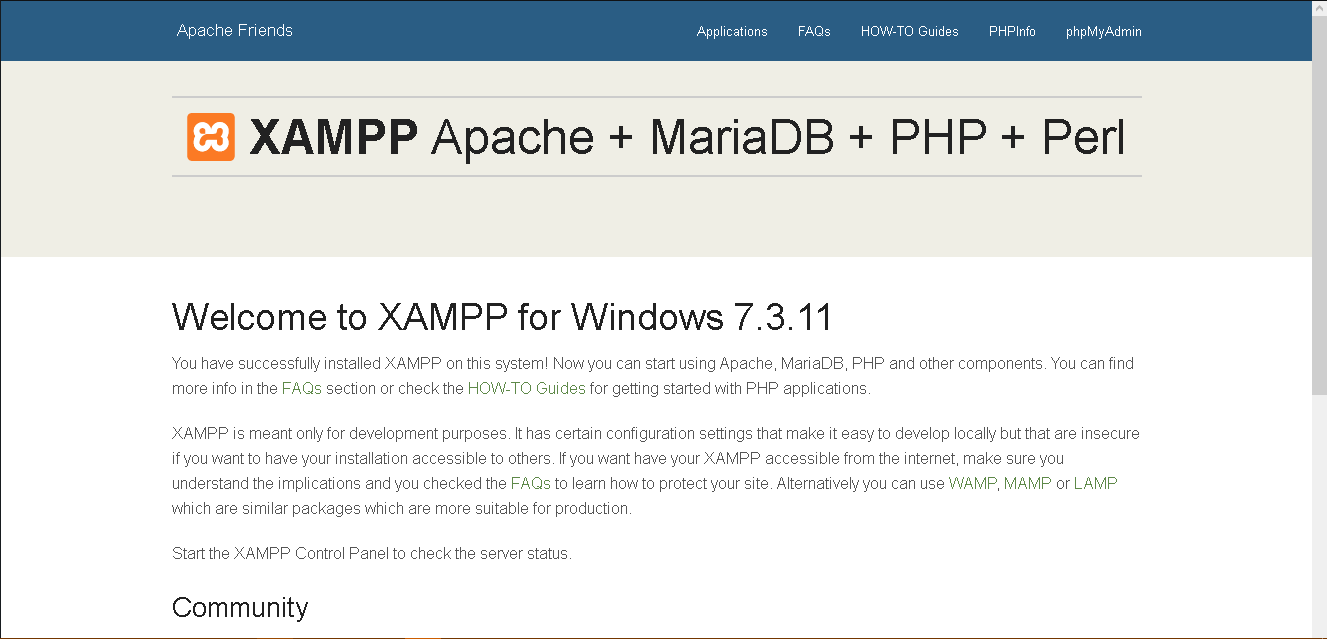 Apache Friends
Applications FAQs HOW-TO Guides PHPInfo phpMyAdmin
XAMPP Apache + MariaDB + PHP + Perl
Welcome to XAMPP for Windows 7.3.11
You have successfully installed XAMPP on this system! Now you can start using Apache, MariaDB, PHP and other components. You can find
more info in the FAQs section or check the HOW-TO Guides for getting started with PHP applications.
XAMPP is meant only for development purposes. It has certain configuration settings that make it easy to develop locally but that are insecure
if you want to have your installation accessible to others. If you want have your XAMPP accessible from the internet, make sure you
understand the implications and you checked the FAQs to learn how to protect your site. Alternatively you can use WAMP, MAMP or LAMP
which are similar packages which are more suitable for production.
Start the XAMPP Control Panel to check the server status.
Community